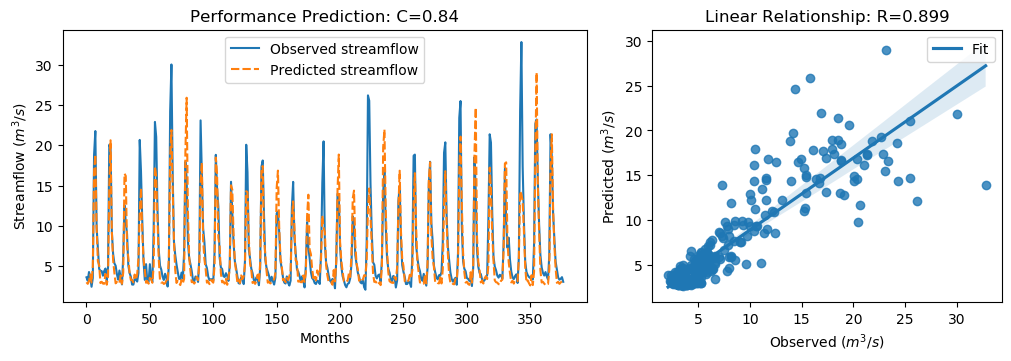 Performance Prediction: C=0.84
Observed streamflow
Predicted streamflow
Streamflow (m³/s)
30
25
20
15
10
5
0
50
100
150
200
250
300
350
Months
Linear Relationship: R=0.899
Fit
Predicted (m³/s)
30
25
20
15
10
5
5
10
15
20
25
30
Observed (m³/s)